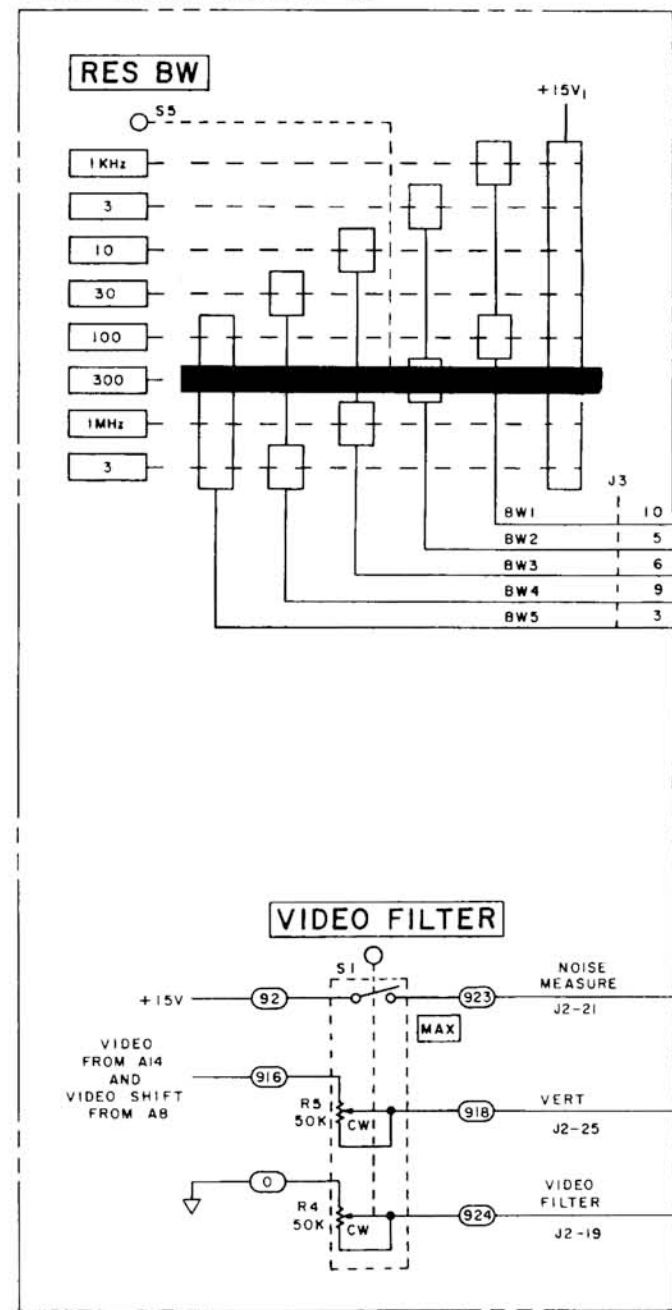 RES BW
S5
+15V1
1KHz
3
10
30
100
300
1MHz
3
J3
BW1 10
BW2 5
BW3 6
BW4 9
BW5 3
VIDEO FILTER
S1
+15V 92 923
NOISE
MEASURE
J2-21
MAX
VIDEO
FROM A14
AND
VIDEO SHIFT
FROM A8
916
R5
50K CW
918
VERT
J2-25
0
R4
50K CW
924
VIDEO
FILTER
J2-19